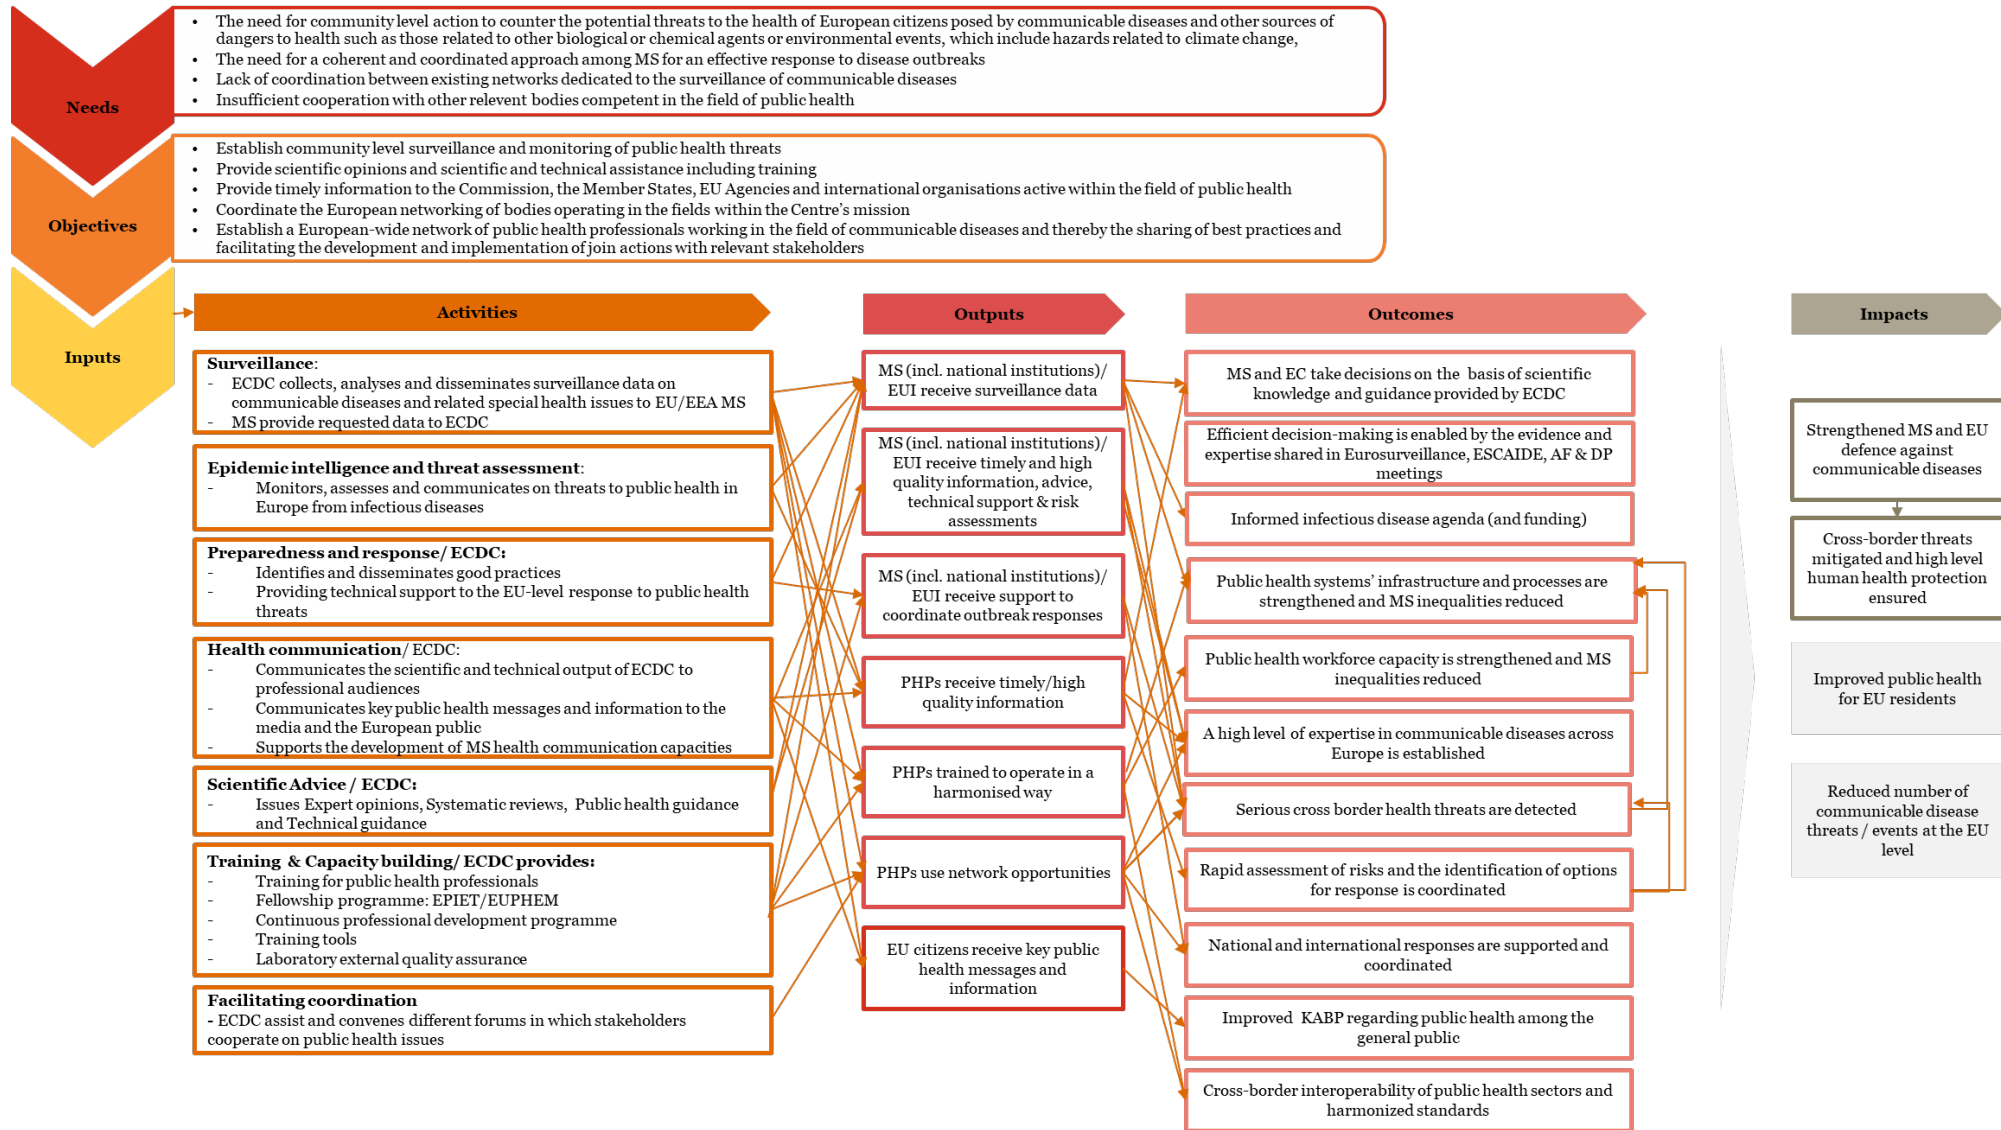 Needs
• The need for community level action to counter the potential threats to the health of European citizens posed by communicable diseases and other sources of
dangers to health such as those related to other biological or chemical agents or environmental events, which include hazards related to climate change,
• The need for a coherent and coordinated approach among MS for an effective response to disease outbreaks
• Lack of coordination between existing networks dedicated to the surveillance of communicable diseases
• Insufficient cooperation with other relevent bodies competent in the field of public health
Objectives
• Establish community level surveillance and monitoring of public health threats
• Provide scientific opinions and scientific and technical assistance including training
• Provide timely information to the Commission, the Member States, EU Agencies and international organisations active within the field of public health
• Coordinate the European networking of bodies operating in the fields within the Centre's mission
• Establish a European-wide network of public health professionals working in the field of communicable diseases and thereby the sharing of best practices and
facilitating the development and implementation of join actions with relevant stakeholders
Inputs
Activities
Surveillance:
- ECDC collects, analyses and disseminates surveillance data on
communicable diseases and related special health issues to EU/EEA MS
- MS provide requested data to ECDC
Epidemic intelligence and threat assessment:
- Monitors, assesses and communicates on threats to public health in
Europe from infectious diseases
Preparedness and response/ ECDC:
- Identifies and disseminates good practices
- Providing technical support to the EU-level response to public health
threats
Health communication/ ECDC:
- Communicates the scientific and technical output of ECDC to
professional audiences
- Communicates key public health messages and information to the
media and the European public
- Supports the development of MS health communication capacities
Scientific Advice / ECDC:
- Issues Expert opinions, Systematic reviews, Public health guidance
and Technical guidance
Training & Capacity building/ ECDC provides:
- Training for public health professionals
- Fellowship programme: EPIET/EUPHEM
- Continuous professional development programme
- Training tools
- Laboratory external quality assurance
Facilitating coordination
- ECDC assist and convenes different forums in which stakeholders
cooperate on public health issues
Outputs
MS (incl. national institutions)/
EUI receive surveillance data
MS (incl. national institutions)/
EUI receive timely and high
quality information, advice,
technical support & risk
assessments
MS (incl. national institutions)/
EUI receive support to
coordinate outbreak responses
PHPs receive timely/high
quality information
PHPs trained to operate in a
harmonised way
PHPs use network opportunities
EU citizens receive key public
health messages and
information
Outcomes
MS and EC take decisions on the basis of scientific
knowledge and guidance provided by ECDC
Efficient decision-making is enabled by the evidence and
expertise shared in Eurosurveillance, ESCAIDE, AF & DP
meetings
Informed infectious disease agenda (and funding)
Public health systems' infrastructure and processes are
strengthened and MS inequalities reduced
Public health workforce capacity is strengthened and MS
inequalities reduced
A high level of expertise in communicable diseases across
Europe is established
Serious cross border health threats are detected
Rapid assessment of risks and the identification of options
for response is coordinated
National and international responses are supported and
coordinated
Improved KABP regarding public health among the
general public
Cross-border interoperability of public health sectors and
harmonized standards
Impacts
Strengthened MS and EU
defence against
communicable diseases
Cross-border threats
mitigated and high level
human health protection
ensured
Improved public health
for EU residents
Reduced number of
communicable disease
threats / events at the EU
level